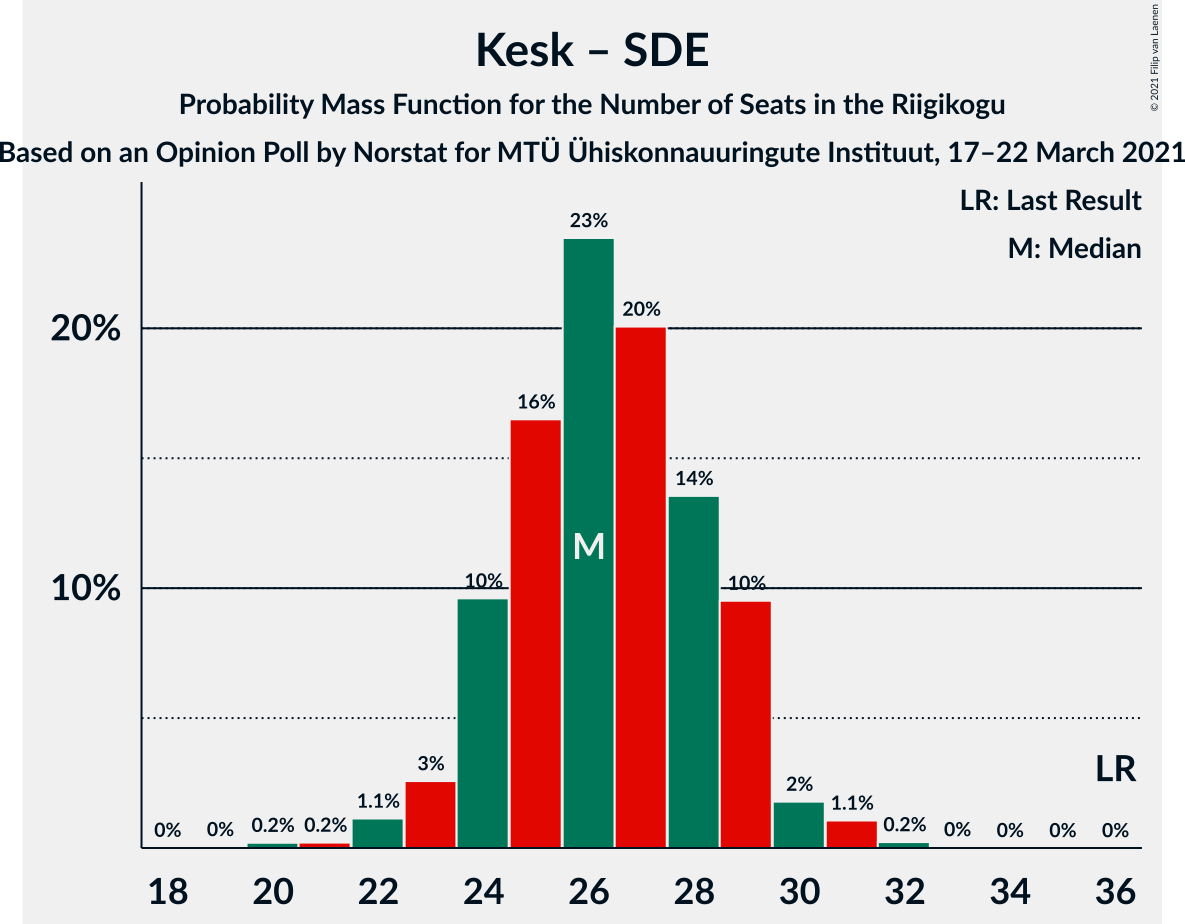 Kesk – SDE
Probability Mass Function for the Number of Seats in the Riigikogu
Based on an Opinion Poll by Norstat for MTÜ Ühiskonnauuringute Instituut, 17–22 March 2021
© 2021 Filip van Laenen
LR: Last Result
M: Median
23%
20%
20%
16%
14%
M
10%
10%
10%
3%
LR
2%
1.1%
1.1%
0% 0% 0.2% 0.2% 0.2% 0% 0% 0% 0%
18 20 22 24 26 28 30 32 34 36